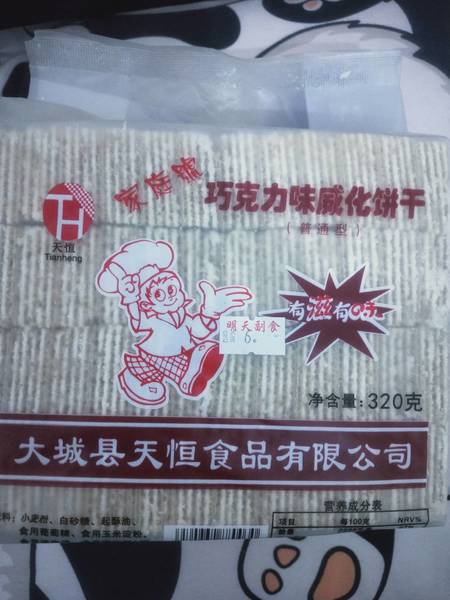 家庭号
巧克力味威化饼干
(普通型)
TH
天恒
Tianheng
有滋有味
明天副食
6.
净含量:320克
大城县天恒食品有限公司
料:小麦粉、白砂糖、起酥油、
食用葡萄糖、食用玉米淀粉、
营养成分表
项目 每100克 NRV%